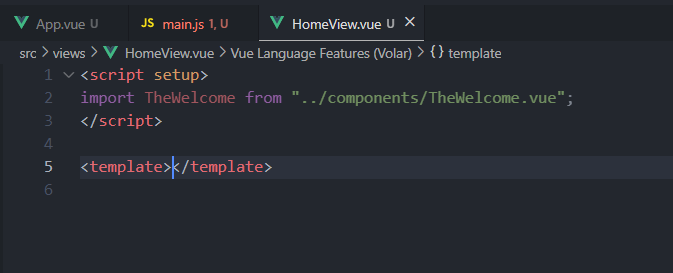 App.vue U JS main.js 1, U HomeView.vue U ×
src > views > HomeView.vue > Vue Language Features (Volar) > {} template
1 <script setup>
2 import TheWelcome from "../components/TheWelcome.vue";
3 </script>
4
5 <template></template>
6